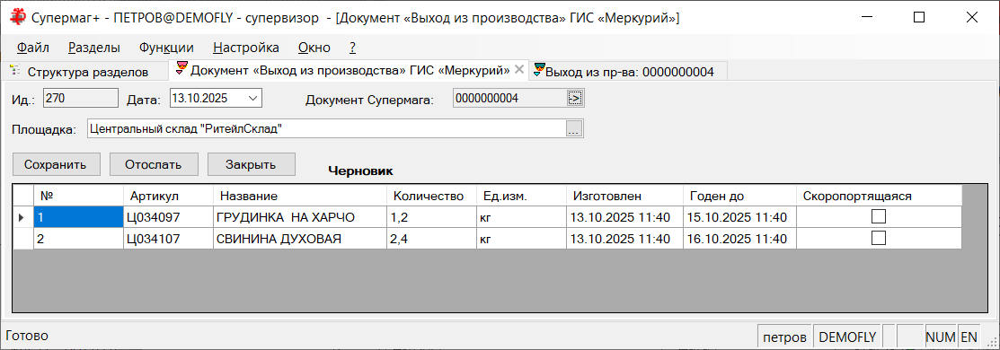 Супермаг+ - ПЕТРОВ@DEMOFLY - супервизор - [Документ «Выход из производства» ГИС «Меркурий»]
Файл Разделы Функции Настройка Окно ?
Структура разделов Документ «Выход из производства» ГИС «Меркурий» Выход из пр-ва: 0000000004
Ид.: 270 Дата: 13.10.2025 Документ Супермага: 0000000004 ->
Площадка: Центральный склад "РитейлСклад" ...
Сохранить Отослать Закрыть Черновик
№ Артикул Название Количество Ед.изм. Изготовлен Годен до Скоропортящаяся
1 Ц034097 ГРУДИНКА НА ХАРЧО 1,2 кг 13.10.2025 11:40 15.10.2025 11:40
2 Ц034107 СВИНИНА ДУХОВАЯ 2,4 кг 13.10.2025 11:40 16.10.2025 11:40
Готово петров DEMOFLY NUM EN